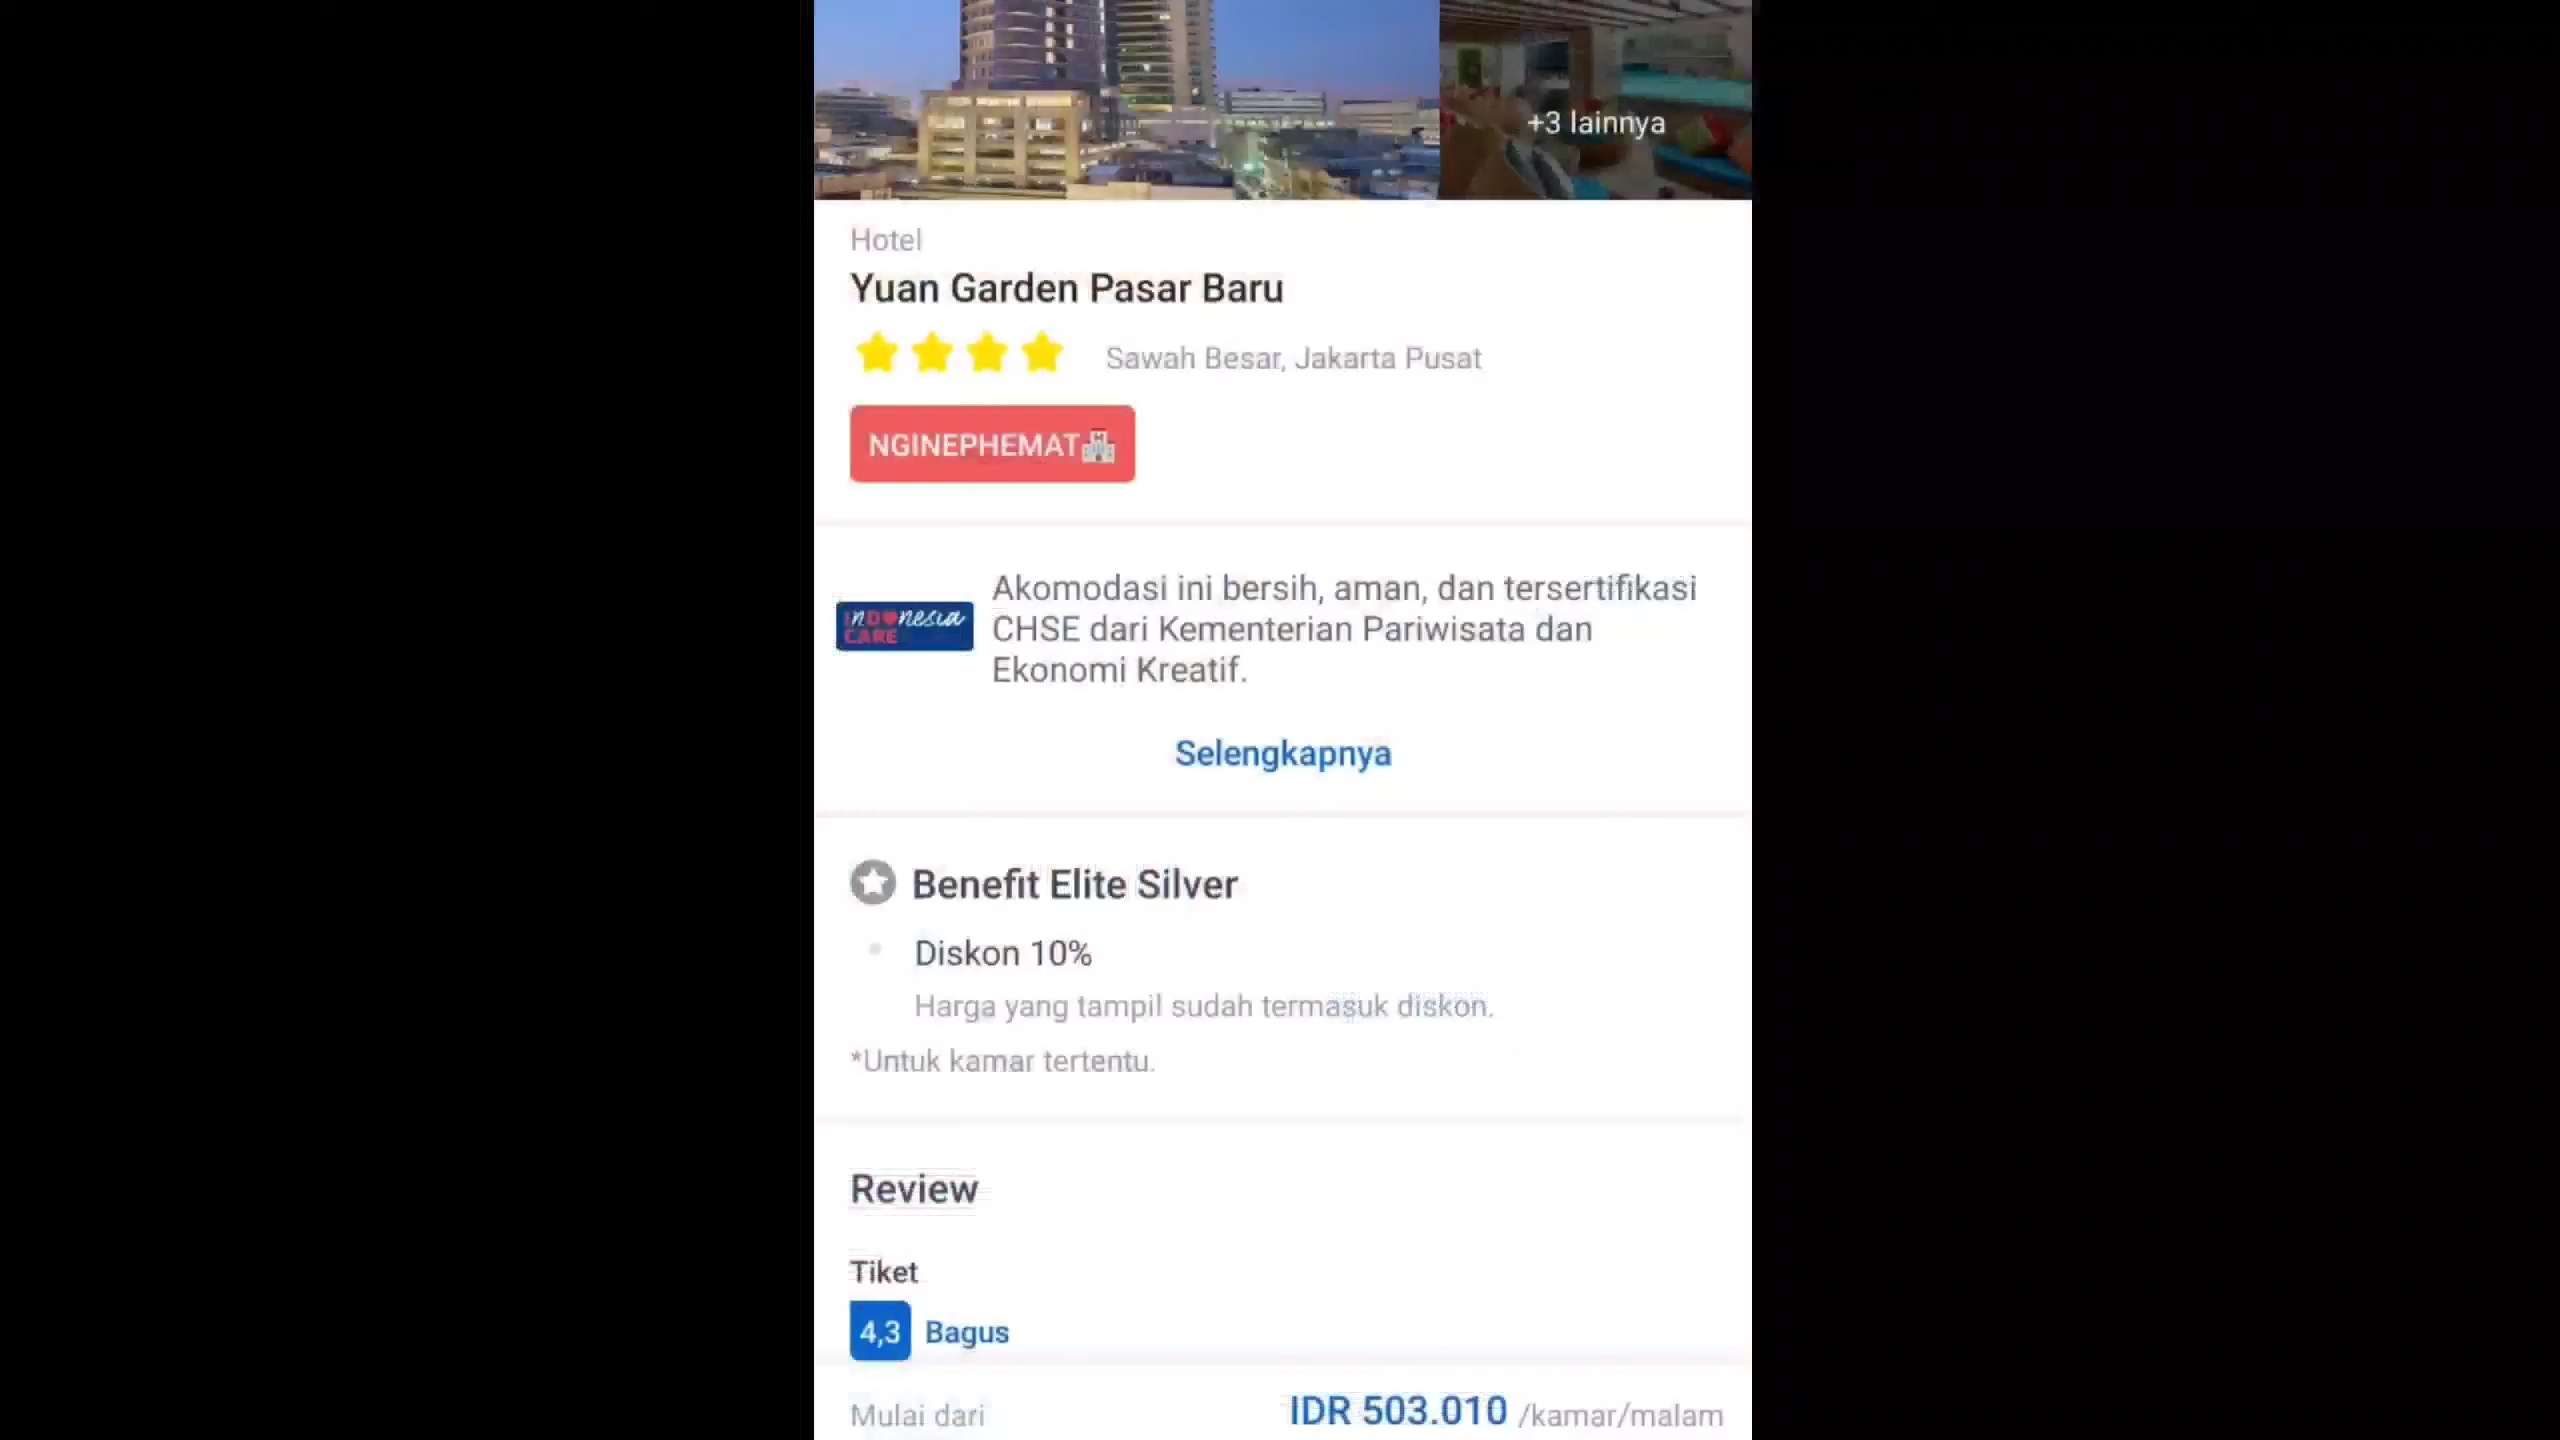 +3 lainnya
Hotel
Yuan Garden Pasar Baru
Sawah Besar, Jakarta Pusat
NGINEPHEMAT
INDONESIA
CARE
Akomodasi ini bersih, aman, dan tersertifikasi
CHSE dari Kementerian Pariwisata dan
Ekonomi Kreatif.
Selengkapnya
Benefit Elite Silver
Diskon 10%
Harga yang tampil sudah termasuk diskon.
*Untuk kamar tertentu.
Review
Tiket
4,3 Bagus
Mulai dari IDR 503.010 /kamar/malam